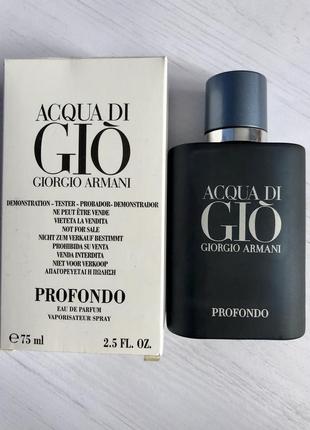 ACQUA DI
GIÒ
GIORGIO ARMANI
DEMONSTRATION - TESTER - PROBADOR- DEMONSTRADOR
NE PEUT ÊTRE VENDE
VIETETA LA VENDITA
NOT FOR SALE
NICHT ZUM VERKAUF BESTIMMT
PROHIBIDA SU VENTA
VENDA INTERDITA
NIET VOOR VERKOOP
ΑΠΑΓΟΡΕΥΕΤΑΙ Η ΠΩΛΗΣΗ
PROFONDO
EAU DE PARFUM
VAPORISATEUR SPRAY
℮ 75 ml 2.5 FL. OZ.
ACQUA DI
GIÒ
GIORGIO ARMANI
PROFONDO